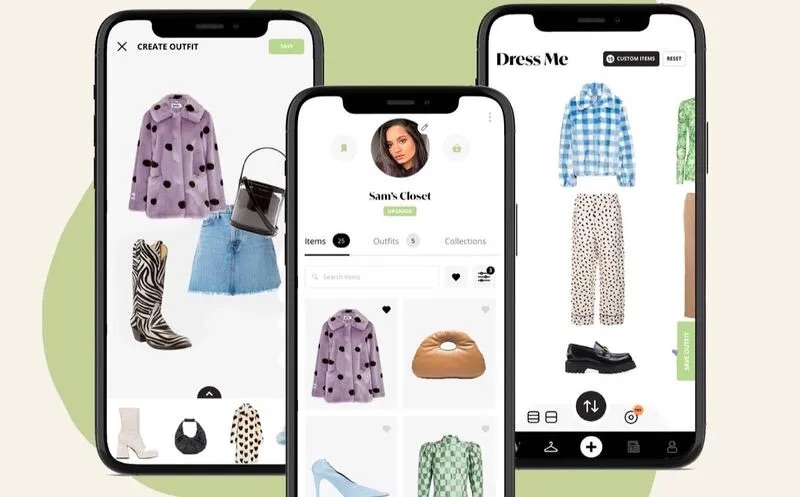 CREATE OUTFIT
SAVE
Sam's Closet
UPGRADE
Items 25
Outfits 5
Collections
Search items
3
Dress Me
15 CUSTOM ITEMS
RESET
SAVE OUTFIT